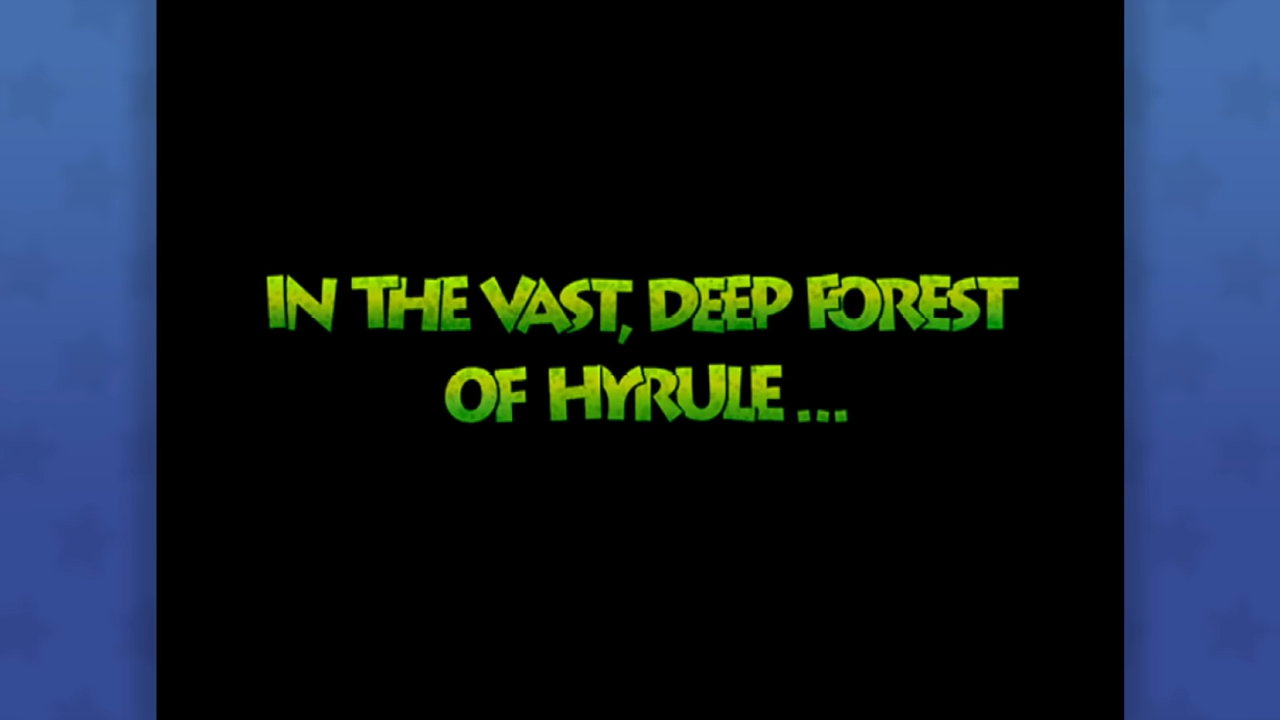 IN THE VAST, DEEP FOREST
OF HYRULE...